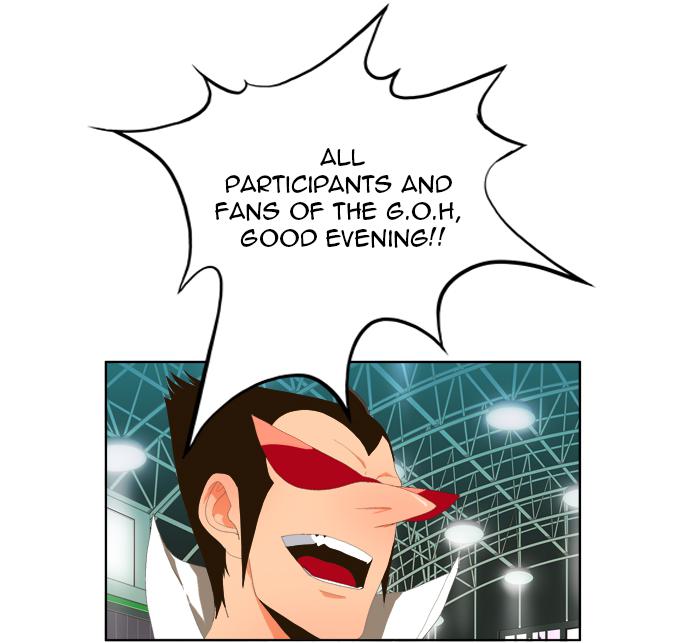 ALL
PARTICIPANTS AND
FANS OF THE G.O.H,
GOOD EVENING!!